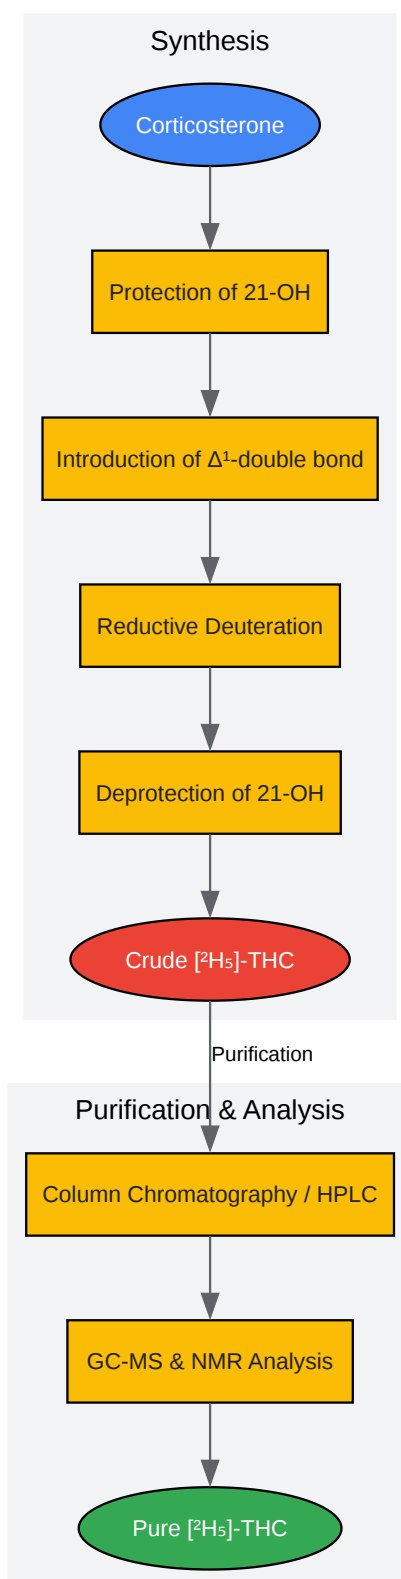 Synthesis
Corticosterone
Protection of 21-OH
Introduction of Δ¹-double bond
Reductive Deuteration
Deprotection of 21-OH
Crude [²H₅]-THC
Purification
Purification & Analysis
Column Chromatography / HPLC
GC-MS & NMR Analysis
Pure [²H₅]-THC